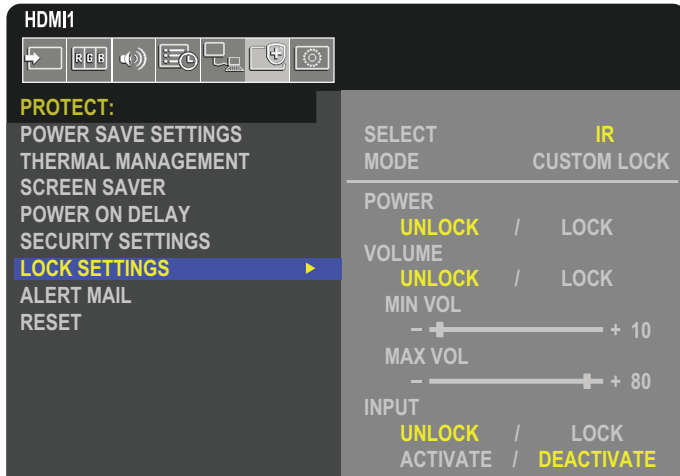 HDMI1
RGB
PROTECT:
POWER SAVE SETTINGS
THERMAL MANAGEMENT
SCREEN SAVER
POWER ON DELAY
SECURITY SETTINGS
LOCK SETTINGS
ALERT MAIL
RESET
SELECT IR
MODE CUSTOM LOCK
POWER
UNLOCK / LOCK
VOLUME
UNLOCK / LOCK
MIN VOL
– + 10
MAX VOL
– + 80
INPUT
UNLOCK / LOCK
ACTIVATE / DEACTIVATE